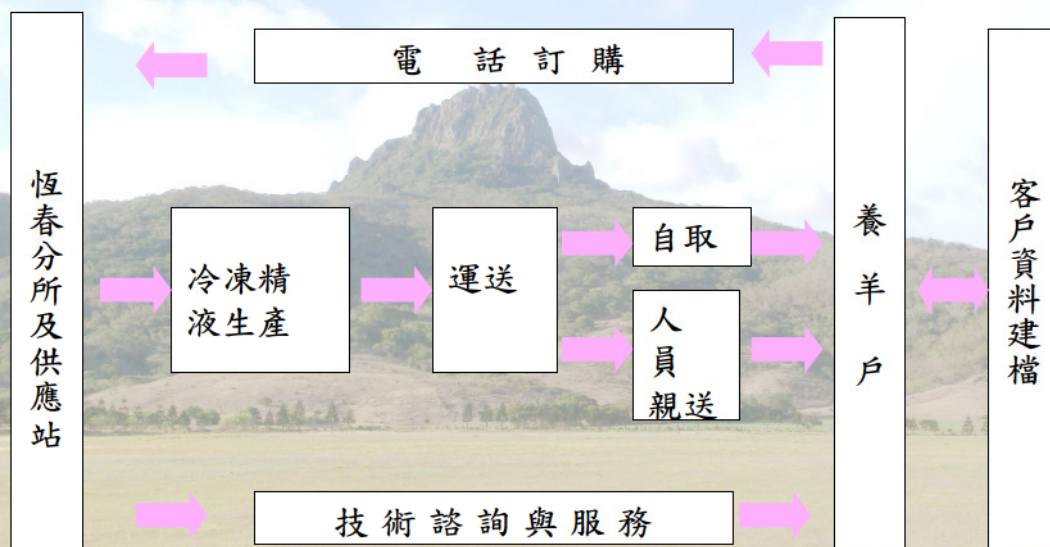 電話訂購
恆春分所及供應站
冷凍精
液生產
運送
自取
人
員
親送
養羊戶
客戶資料建檔
技術諮詢與服務